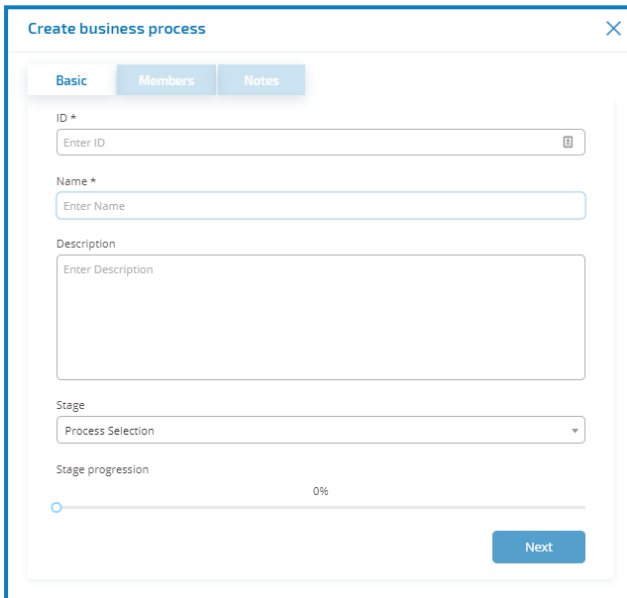 Create business process
Basic Members Notes
ID *
Enter ID
Name *
Enter Name
Description
Enter Description
Stage
Process Selection
Stage progression
0%
Next